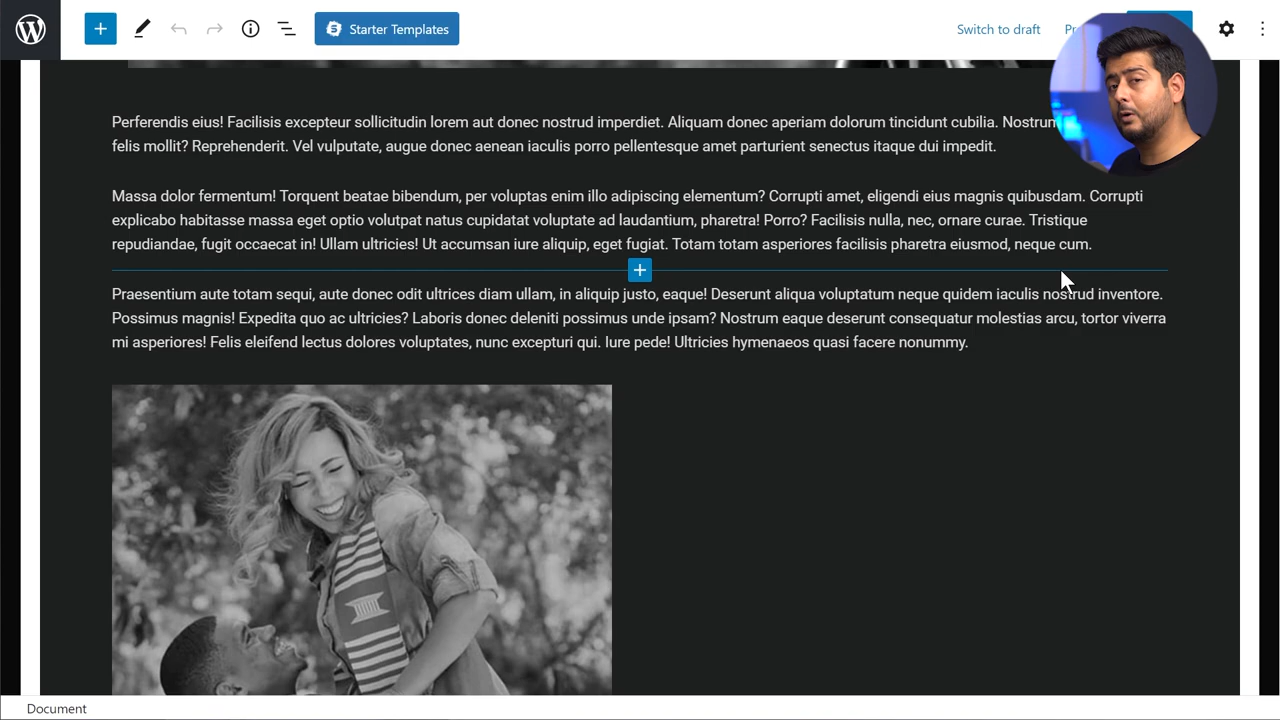 Starter Templates
Switch to draft
Perferendis eius! Facilisis excepteur sollicitudin lorem aut donec nostrud imperdiet. Aliquam donec aperiam dolorum tincidunt cubilia. Nostrum
felis mollit? Reprehenderit. Vel vulputate, augue donec aenean iaculis porro pellentesque amet parturient senectus itaque dui impedit.
Massa dolor fermentum! Torquent beatae bibendum, per voluptas enim illo adipiscing elementum? Corrupti amet, eligendi eius magnis quibusdam. Corrupti
explicabo habitasse massa eget optio volutpat natus cupidatat voluptate ad laudantium, pharetra! Porro? Facilisis nulla, nec, ornare curae. Tristique
repudiandae, fugit occaecat in! Ullam ultricies! Ut accumsan iure aliquip, eget fugiat. Totam totam asperiores facilisis pharetra eiusmod, neque cum.
Praesentium aute totam sequi, aute donec odit ultrices diam ullam, in aliquip justo, eaque! Deserunt aliqua voluptatum neque quidem iaculis nostrud inventore.
Possimus magnis! Expedita quo ac ultricies? Laboris donec deleniti possimus unde ipsam? Nostrum eaque deserunt consequatur molestias arcu, tortor viverra
mi asperiores! Felis eleifend lectus dolores voluptates, nunc excepturi qui. Iure pede! Ultricies hymenaeos quasi facere nonummy.
Document